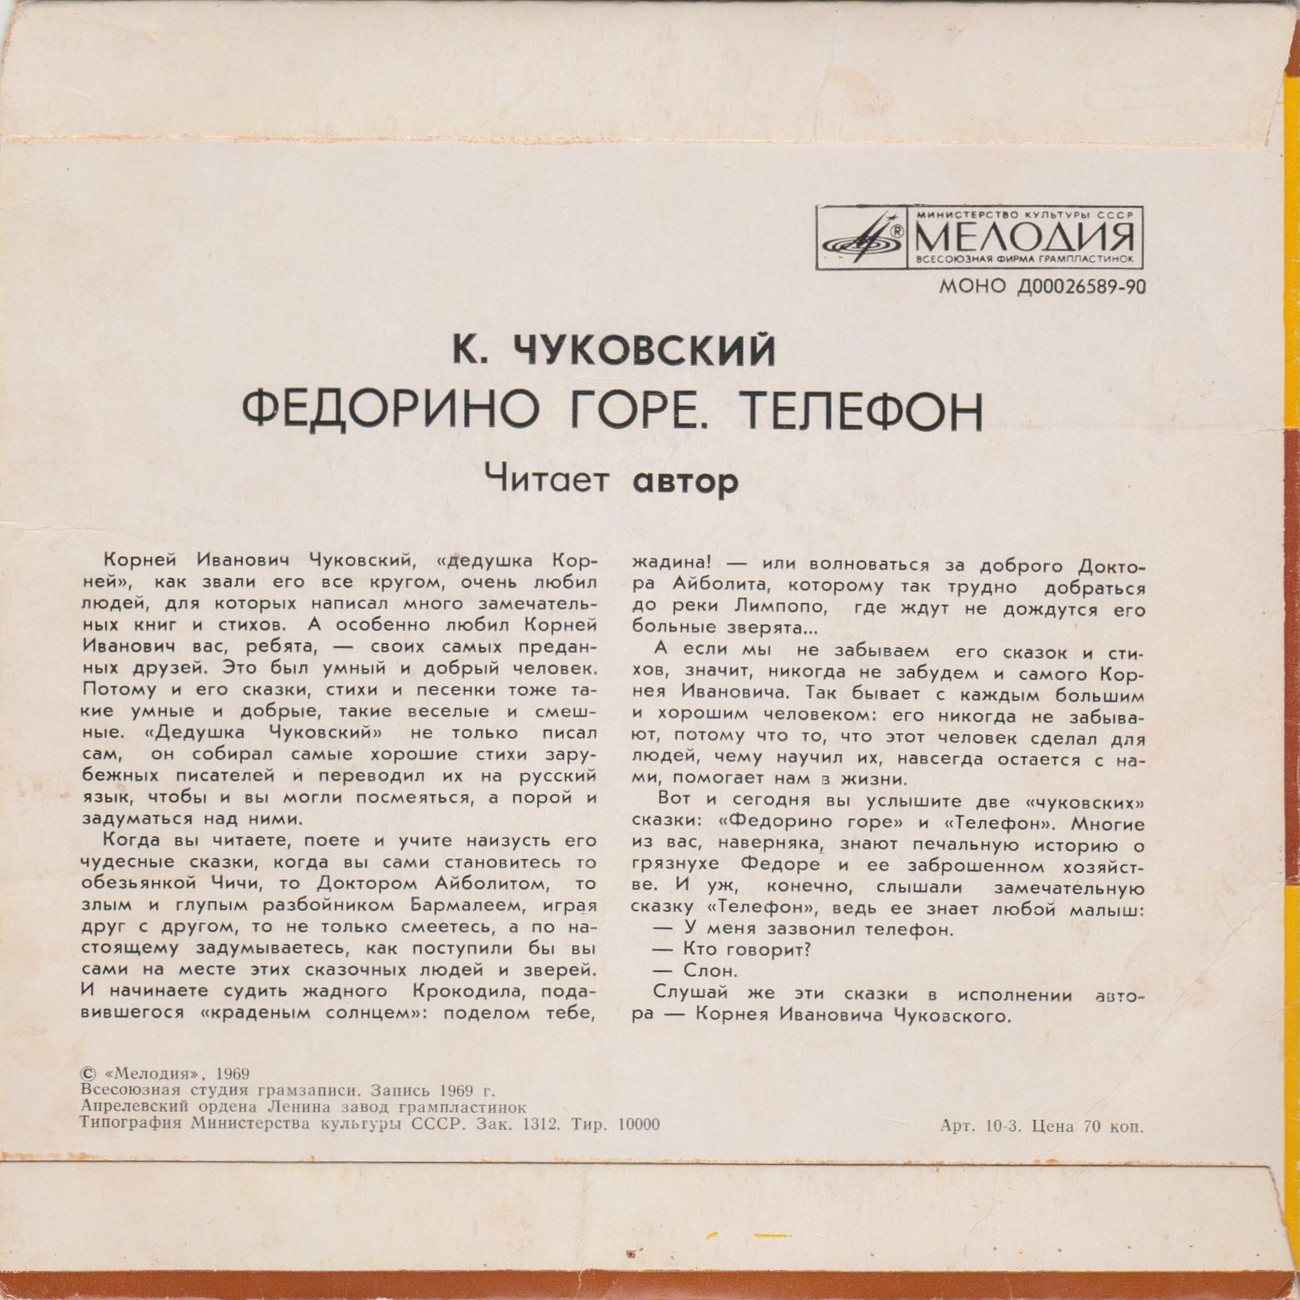 МИНИСТЕРСТВО КУЛЬТУРЫ СССР
МЕЛОДИЯ
ВСЕСОЮЗНАЯ ФИРМА ГРАМПЛАСТИНОК
МОНО Д00026589-90
К. ЧУКОВСКИЙ
ФЕДОРИНО ГОРЕ. ТЕЛЕФОН
Читает автор
Корней Иванович Чуковский, «дедушка Кор-
ней», как звали его все кругом, очень любил
людей, для которых написал много замечатель-
ных книг и стихов. А особенно любил Корней
Иванович вас, ребята, — своих самых предан-
ных друзей. Это был умный и добрый человек.
Потому и его сказки, стихи и песенки тоже та-
кие умные и добрые, такие веселые и смеш-
ные. «Дедушка Чуковский» не только писал
сам, он собирал самые хорошие стихи зару-
бежных писателей и переводил их на русский
язык, чтобы и вы могли посмеяться, а порой и
задуматься над ними.
Когда вы читаете, поете и учите наизусть его
чудесные сказки, когда вы сами становитесь то
обезьянкой Чичи, то Доктором Айболитом, то
злым и глупым разбойником Бармалеем, играя
друг с другом, то не только смеетесь, а по на-
стоящему задумываетесь, как поступили бы вы
сами на месте этих сказочных людей и зверей.
И начинаете судить жадного Крокодила, пода-
вившегося «краденым солнцем»: поделом тебе,
жадина! — или волноваться за доброго Докто-
ра Айболита, которому так трудно добраться
до реки Лимпопо, где ждут не дождутся его
больные зверята...
А если мы не забываем его сказок и сти-
хов, значит, никогда не забудем и самого Кор-
нея Ивановича. Так бывает с каждым большим
и хорошим человеком: его никогда не забыва-
ют, потому что то, что этот человек сделал для
людей, чему научил их, навсегда остается с на-
ми, помогает нам в жизни.
Вот и сегодня вы услышите две «чуковских»
сказки: «Федорино горе» и «Телефон». Многие
из вас, наверняка, знают печальную историю о
грязнухе Федоре и ее заброшенном хозяйст-
ве. И уж, конечно, слышали замечательную
сказку «Телефон», ведь ее знает любой малыш:
— У меня зазвонил телефон.
— Кто говорит?
— Слон.
Слушай же эти сказки в исполнении авто-
ра — Корнея Ивановича Чуковского.
© «Мелодия», 1969
Всесоюзная студия грамзаписи. Запись 1969 г.
Апрелевский ордена Ленина завод грампластинок
Типография Министерства культуры СССР. Зак. 1312. Тир. 10000
Арт. 10-3. Цена 70 коп.